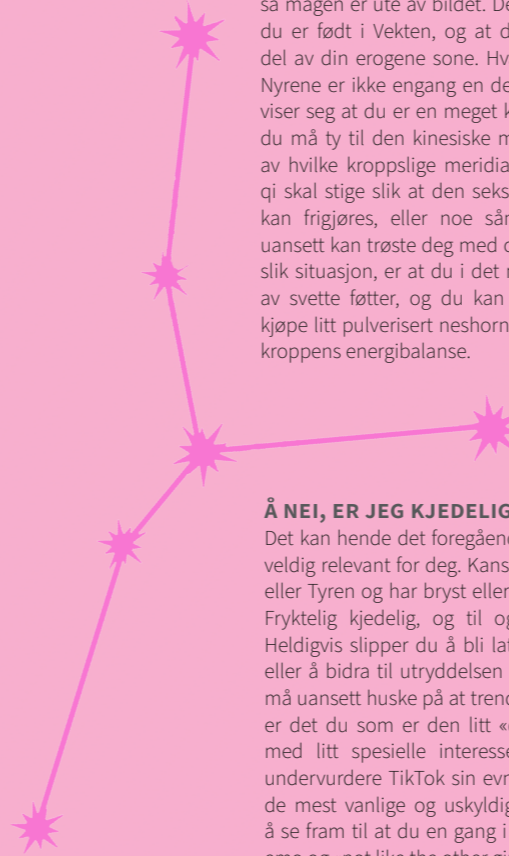 så magen er ute av bildet. De
du er født i Vekten, og at d
del av din erogene sone. Hv
Nyrene er ikke engang en de
viser seg at du er en meget k
du må ty til den kinesiske m
av hvilke kroppslige meridia
qi skal stige slik at den seks
kan frigjøres, eller noe sån
uansett kan trøste deg med d
slik situasjon, er at du i det m
av svette føtter, og du kan
kjøpe litt pulverisert neshorn
kroppens energibalanse.
Å NEI, ER JEG KJEDELIG
Det kan hende det foregåend
veldig relevant for deg. Kans
eller Tyren og har bryst eller
Fryktelig kjedelig, og til og
Heldigvis slipper du å bli lat
eller å bidra til utryddelsen
må uansett huske på at trend
er det du som er den litt «
med litt spesielle interesse
undervurdere TikTok sin evn
de mest vanlige og uskyldig
å se fram til at du en gang i